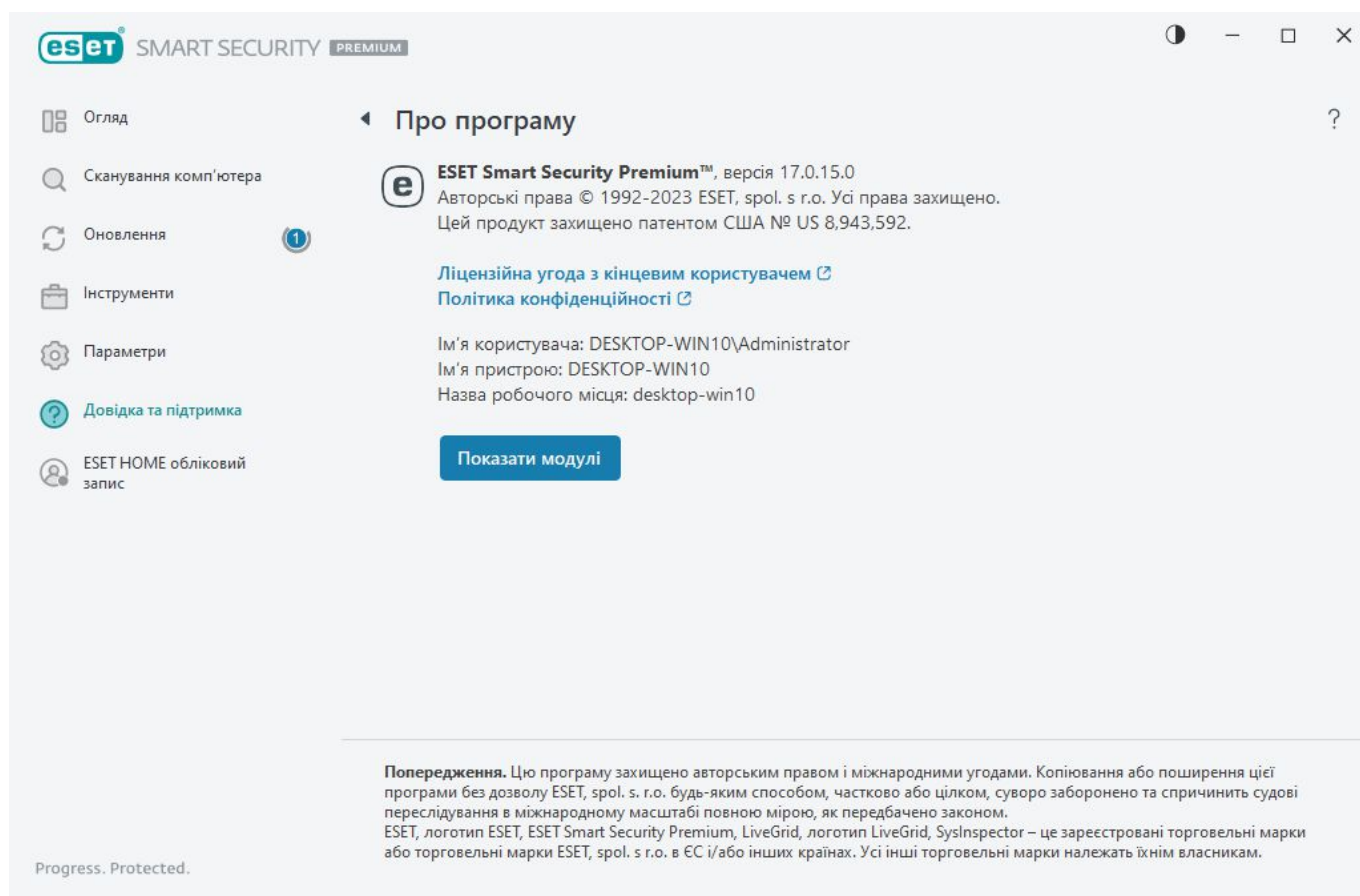 eset® SMART SECURITY PREMIUM
Огляд
Сканування комп'ютера
Оновлення
1
Інструменти
Параметри
Довідка та підтримка
ESET HOME обліковий
запис
Про програму
?
e
ESET Smart Security Premium™, версія 17.0.15.0
Авторські права © 1992-2023 ESET, spol. s r.o. Усі права захищено.
Цей продукт захищено патентом США № US 8,943,592.
Ліцензійна угода з кінцевим користувачем
Політика конфіденційності
Ім'я користувача: DESKTOP-WIN10\Administrator
Ім'я пристрою: DESKTOP-WIN10
Назва робочого місця: desktop-win10
Показати модулі
Попередження. Цю програму захищено авторським правом і міжнародними угодами. Копіювання або поширення цієї
програми без дозволу ESET, spol. s. r.o. будь-яким способом, частково або цілком, суворо заборонено та спричинить судові
переслідування в міжнародному масштабі повною мірою, як передбачено законом.
ESET, логотип ESET, ESET Smart Security Premium, LiveGrid, логотип LiveGrid, SysInspector – це зареєстровані торговельні марки
або торговельні марки ESET, spol. s r.o. в ЄС і/або інших країнах. Усі інші торговельні марки належать їхнім власникам.
Progress. Protected.